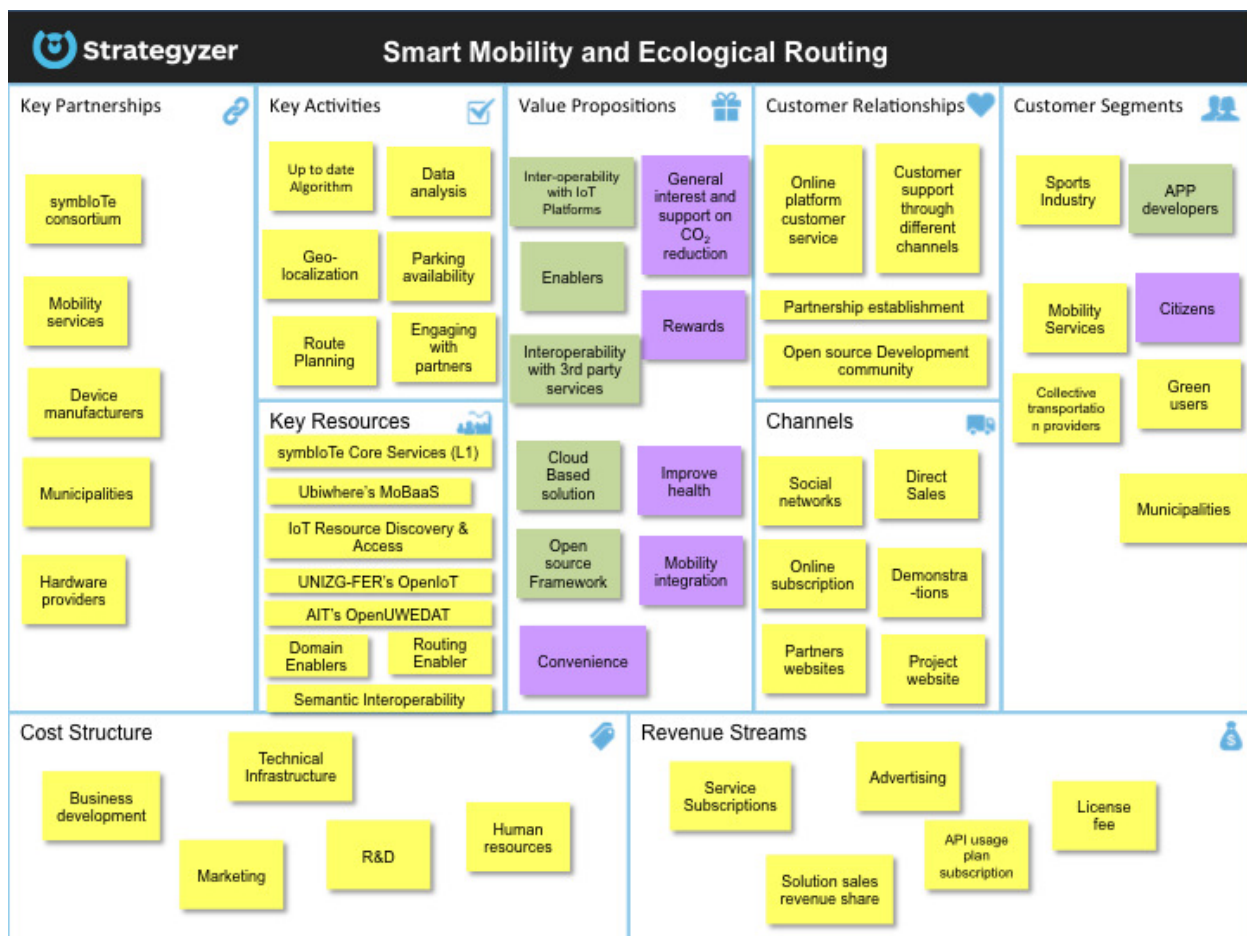 Strategyzer
Smart Mobility and Ecological Routing
Key Partnerships
symbIoTe
consortium
Mobility
services
Device
manufacturers
Municipalities
Hardware
providers
Key Activities
Up to date
Algorithm
Data
analysis
Geo-
localization
Parking
availability
Route
Planning
Engaging
with
partners
Key Resources
symbIoTe Core Services (L1)
Ubiwhere's MoBaaS
IoT Resource Discovery &
Access
UNIZG-FER's OpenIoT
AIT's OpenUWEDAT
Domain
Enablers
Routing
Enabler
Semantic Interoperability
Value Propositions
Inter-operability
with IoT
Platforms
General
interest and
support on
CO₂
reduction
Enablers
Rewards
Interoperability
with 3rd party
services
Cloud
Based
solution
Improve
health
Open
source
Framework
Mobility
integration
Convenience
Customer Relationships
Online
platform
customer
service
Customer
support
through
different
channels
Partnership establishment
Open source Development
community
Channels
Social
networks
Direct
Sales
Online
subscription
Demonstra
-tions
Partners
websites
Project
website
Customer Segments
Sports
Industry
APP
developers
Mobility
Services
Citizens
Collective
transportatio
n providers
Green
users
Municipalities
Cost Structure
Technical
Infrastructure
Business
development
Marketing
R&D
Human
resources
Revenue Streams
$
Service
Subscriptions
Advertising
License
fee
API usage
plan
subscription
Solution sales
revenue share